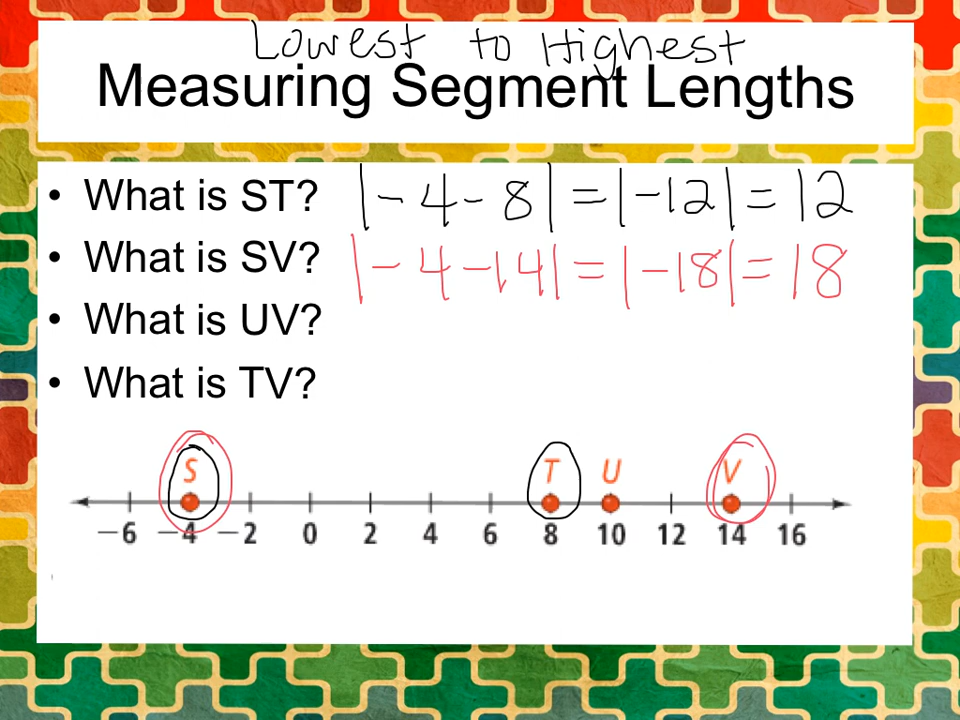 Lowest to Highest
Measuring Segment Lengths
• What is ST? |-4-8|=|-12|=12
• What is SV? |-4-14|=|-18|=18
• What is UV?
• What is TV?
S T U V
−6 −4 −2 0 2 4 6 8 10 12 14 16